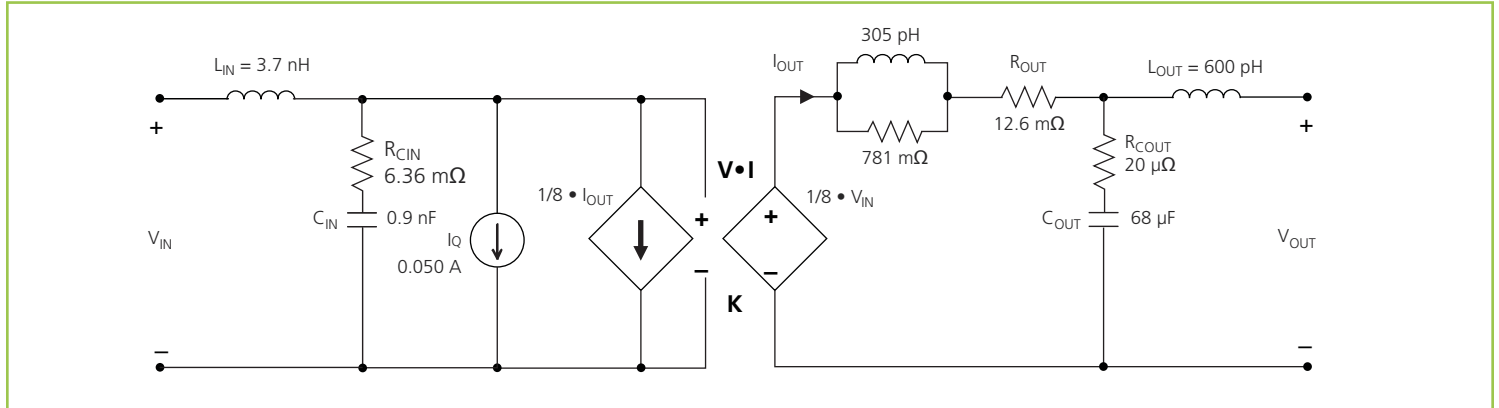 L_IN = 3.7 nH
+
−
V_IN
R_CIN
6.36 mΩ
C_IN
0.9 nF
I_Q
0.050 A
1/8 • I_OUT
V•I
+
−
K
+
−
1/8 • V_IN
I_OUT
305 pH
781 mΩ
R_OUT
12.6 mΩ
R_COUT
20 µΩ
C_OUT
68 µF
L_OUT = 600 pH
+
−
V_OUT